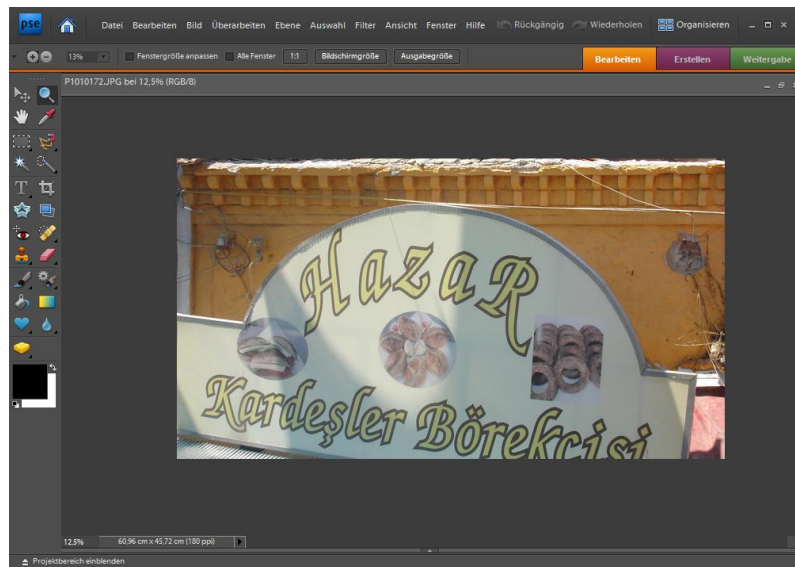 pse Datei Bearbeiten Bild Überarbeiten Ebene Auswahl Filter Ansicht Fenster Hilfe Rückgängig Wiederholen Organisieren
13% Fenstergröße anpassen Alle Fenster 1:1 Bildschirmgröße Ausgabegröße Bearbeiten Erstellen Weitergabe
P1010172.JPG bei 12,5% (RGB/8)
T
HazaR
Kardeşler Börekçisi
12,5% 60,96 cm x 45,72 cm (180 ppi)
Projektbereich einblenden